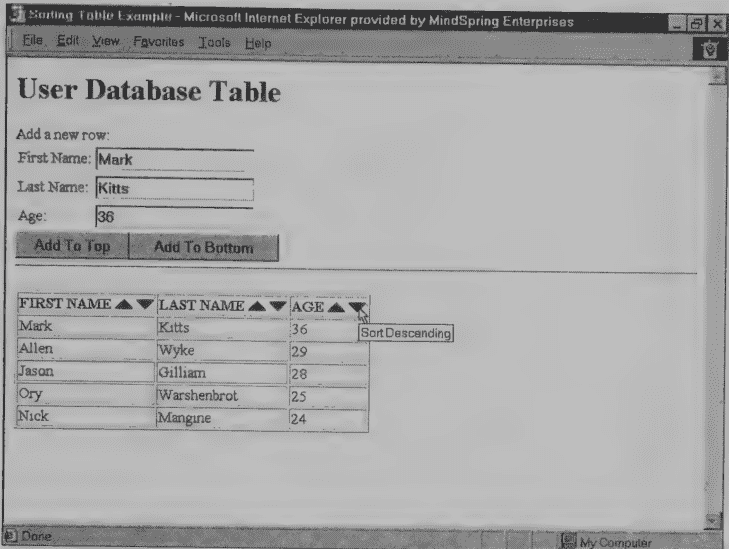 Sorting Table Example - Microsoft Internet Explorer provided by MindSpring Enterprises
File Edit View Favorites Tools Help
User Database Table
Add a new row:
First Name: Mark
Last Name: Kitts
Age: 36
Add To Top Add To Bottom
FIRST NAME LAST NAME AGE
Mark Kitts 36
Sort Descending
Allen Wyke 29
Jason Gilliam 28
Ory Warshenbrot 25
Nick Mangine 24
Done My Computer